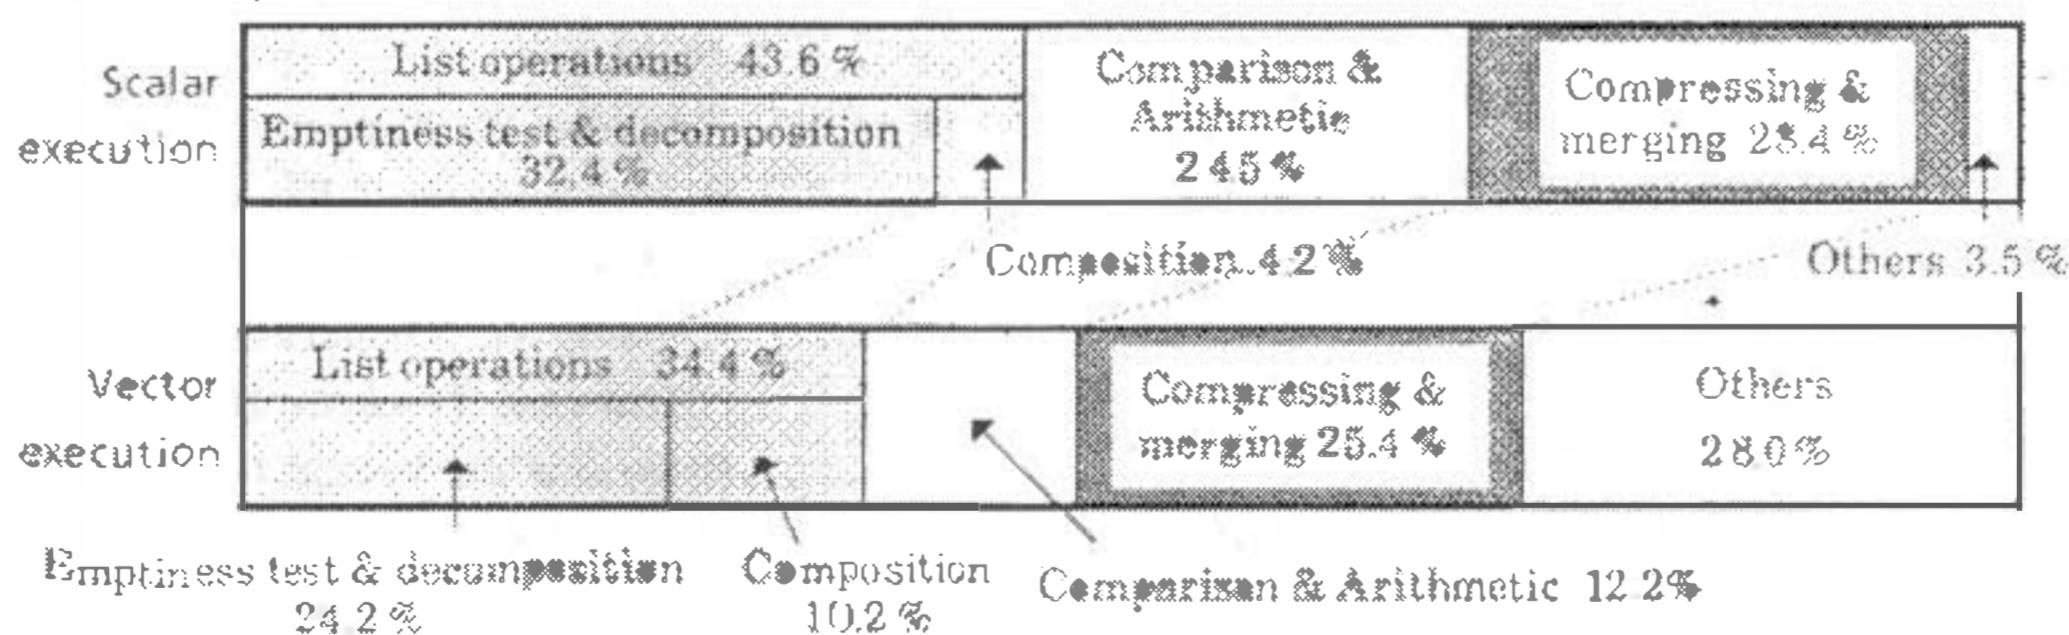 List operations 43.6 %
Scalar
execution
Emptiness test & decomposition
32.4 %
Comparison &
Arithmetic
24.5 %
Compressing &
merging 28.4 %
Composition 4.2 %
Others 3.5 %
List operations 34.4 %
Vector
execution
Compressing &
merging 25.4 %
Others
28.0 %
Emptiness test & decomposition
24.2 %
Composition
10.2 %
Comparison & Arithmetic 12.2%